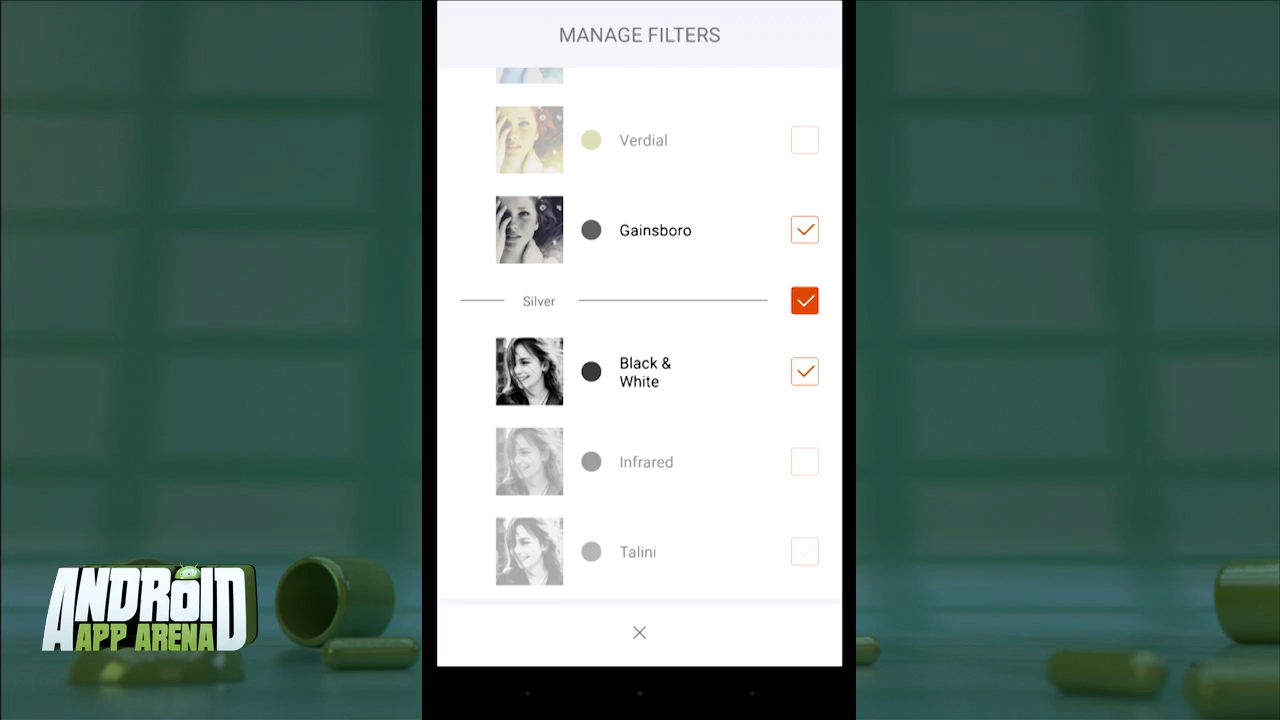 MANAGE FILTERS
Verdial
Gainsboro
Silver
Black &
White
Infrared
Talini
ANDROID
APP ARENA